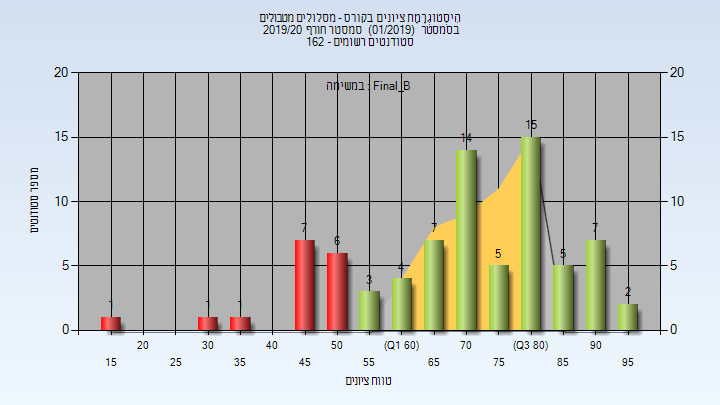 היסטוגרמת ציונים בקורס - מסלולים מטבולים
בסמסטר (01/2019) סמסטר חורף 2019/20
סטודנטים רשומים - 162
במשימה : Final_B
מספר סטודנטים
20 20
15 15
10 10
5 5
0 0
1 1 1 7 6 3 4 7 14 5 15 5 7 2
20 30 40 50 (Q1 60) 70 (Q3 80) 90
15 25 35 45 55 65 75 85 95
טווח ציונים